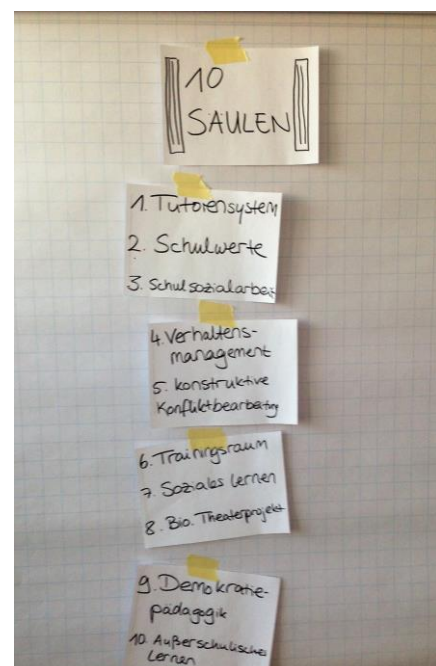 10
SÄULEN
1. Tutorensystem
2. Schulwerte
3. Schulsozialarbeit
4. Verhaltens-
management
5. konstruktive
Konfliktbearbeitung
6. Trainingsraum
7. Soziales Lernen
8. Bio. Theaterprojekt
9. Demokratie-
pädagogik
10. Außerschulisches
Lernen